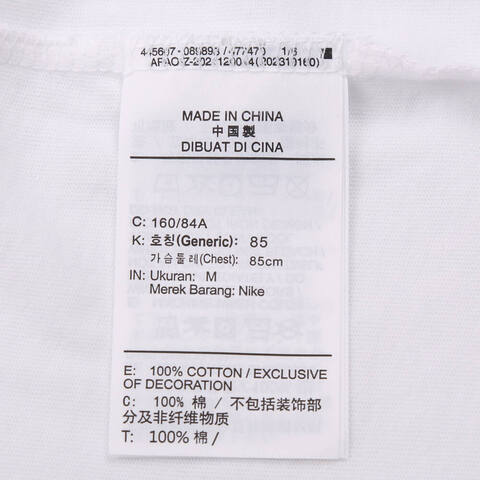 MADE IN CHINA
中国製
DIBUAT DI CINA
C: 160/84A
K: 호칭(Generic): 85
가슴둘레(Chest): 85cm
IN: Ukuran: M
Merek Barang: Nike
E: 100% COTTON / EXCLUSIVE
OF DECORATION
C: 100% 棉 / 不包括装饰部
分及非纤维物质
T: 100% 棉 /